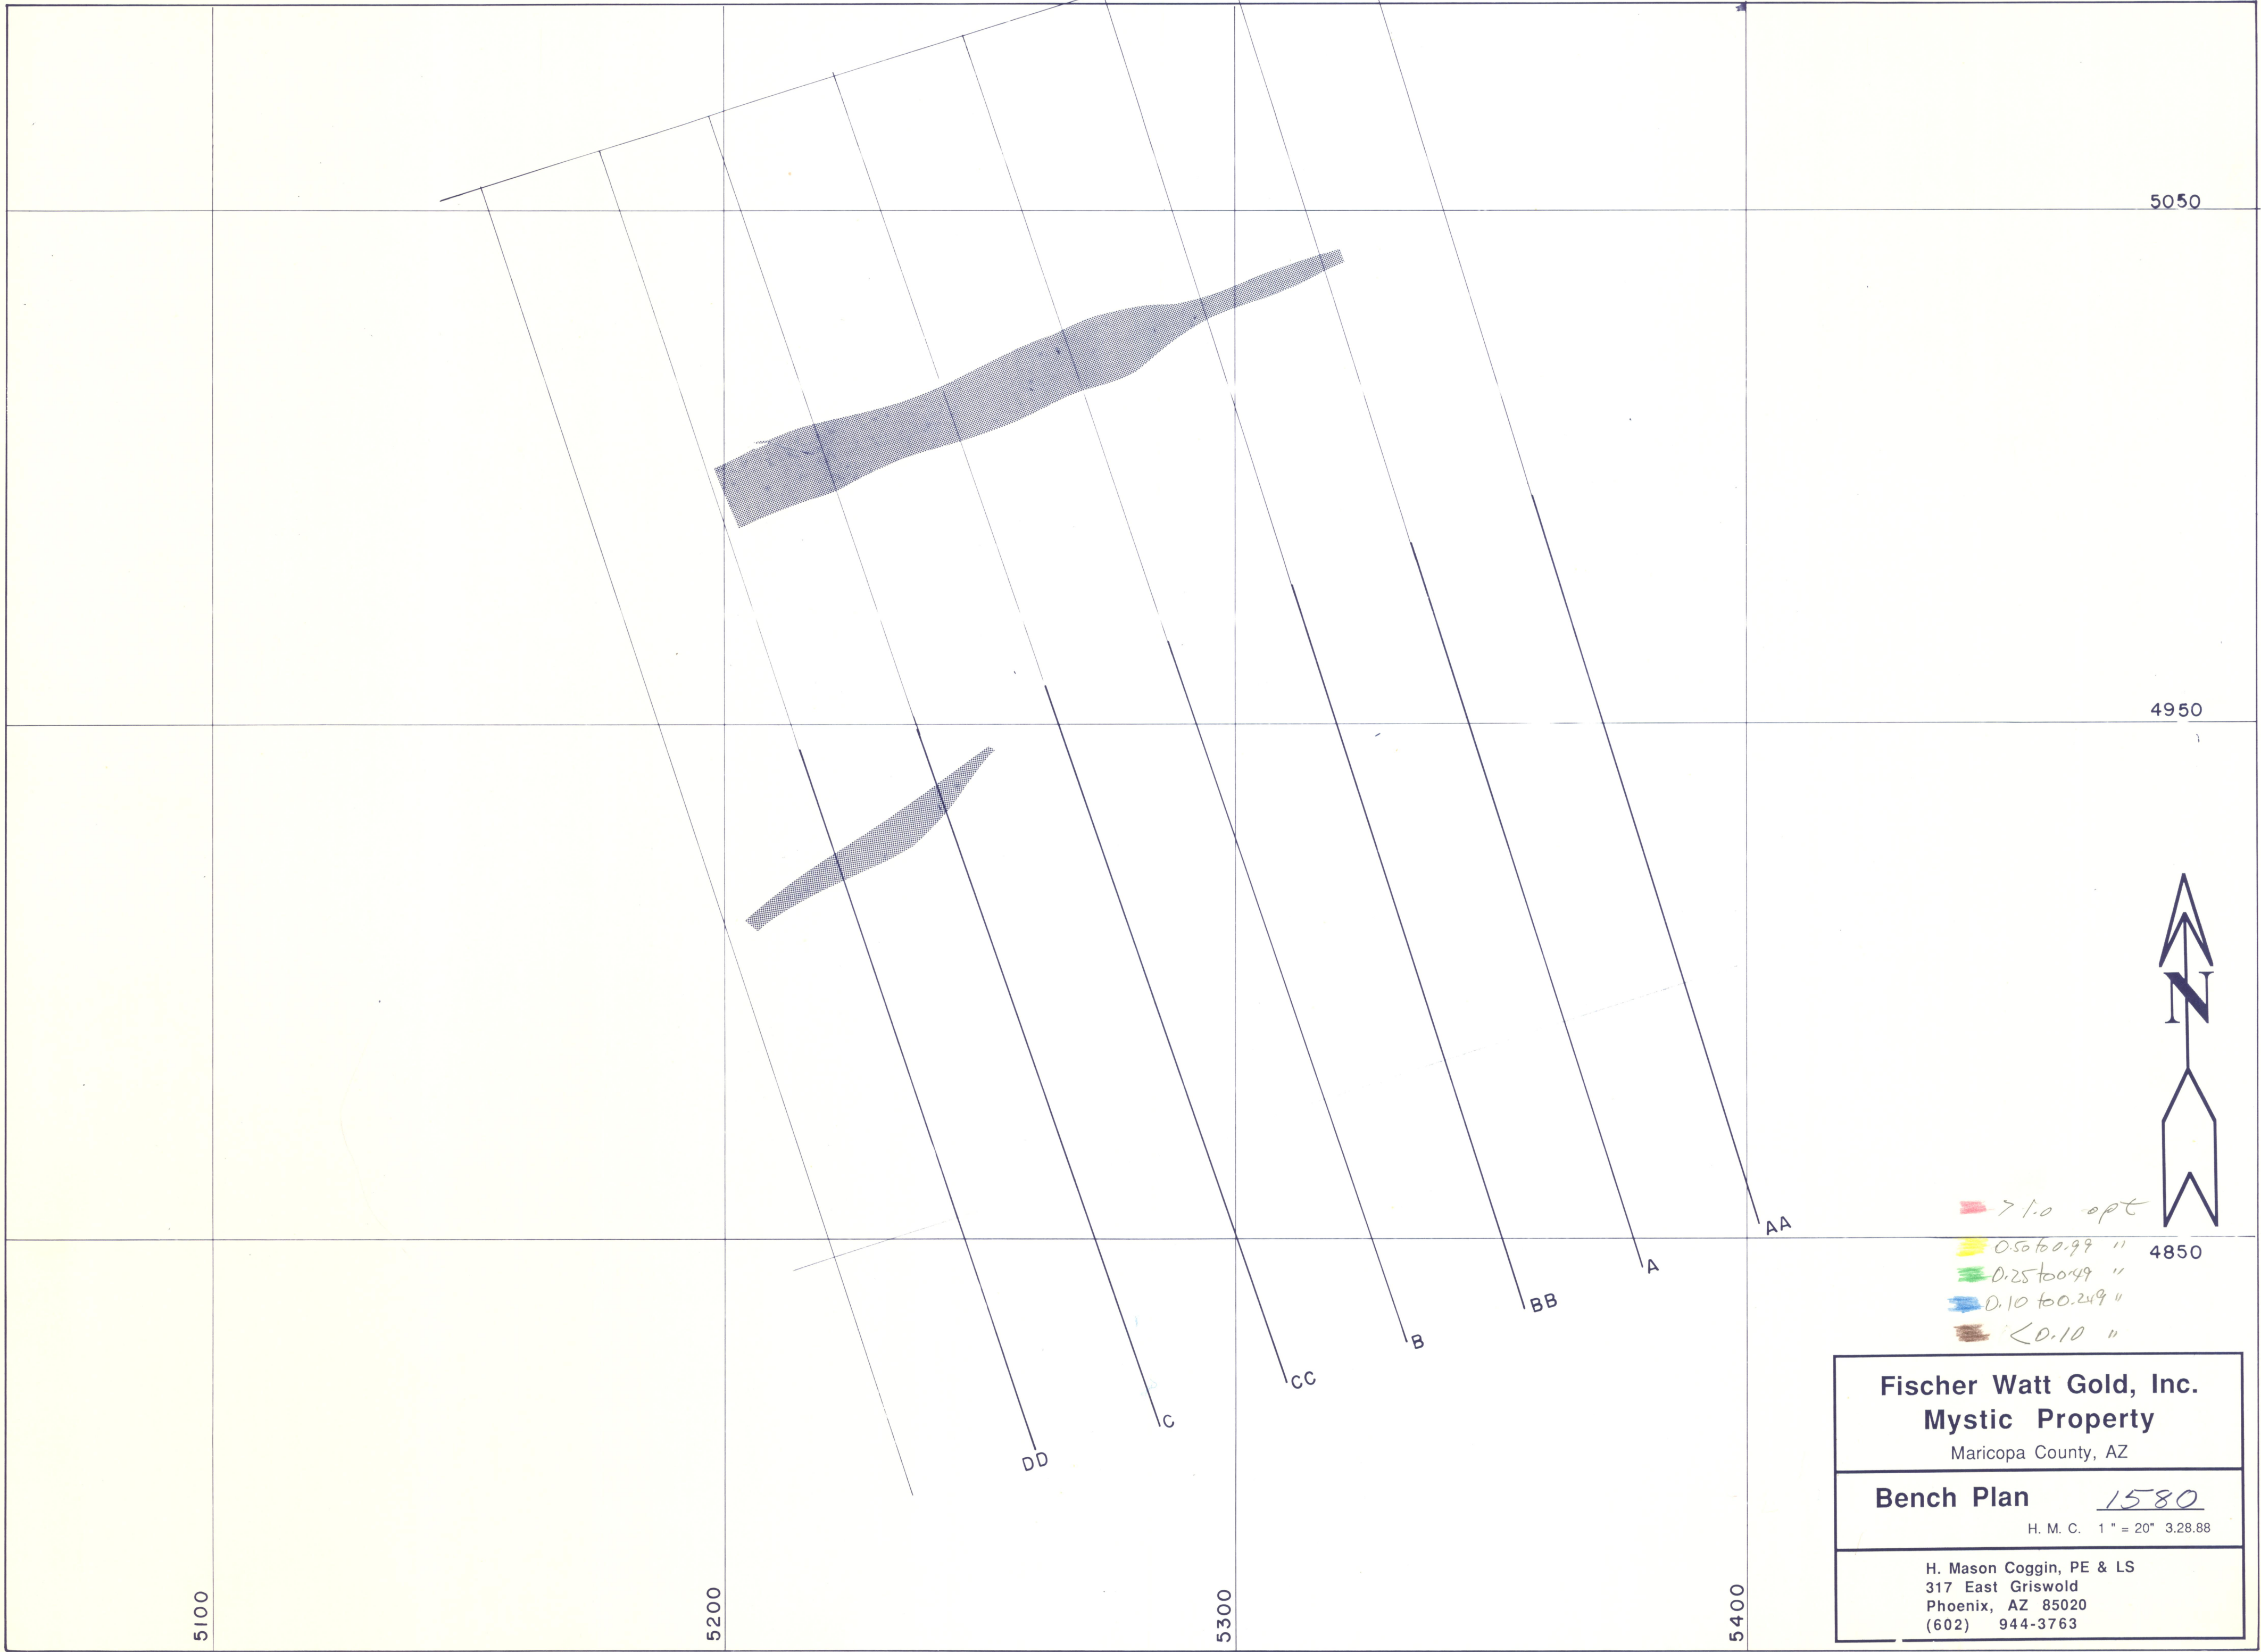 5050
4950
N
> 1.0 opt
0.50 to 0.99 "
0.25 to 0.49 "
0.10 to 0.249 "
< 0.10 "
4850
AA
A
BB
B
CC
C
DD
Fischer Watt Gold, Inc.
Mystic Property
Maricopa County, AZ
Bench Plan 1580
H. M. C. 1 " = 20" 3.28.88
H. Mason Coggin, PE & LS
317 East Griswold
Phoenix, AZ 85020
(602) 944-3763
5100
5200
5300
5400